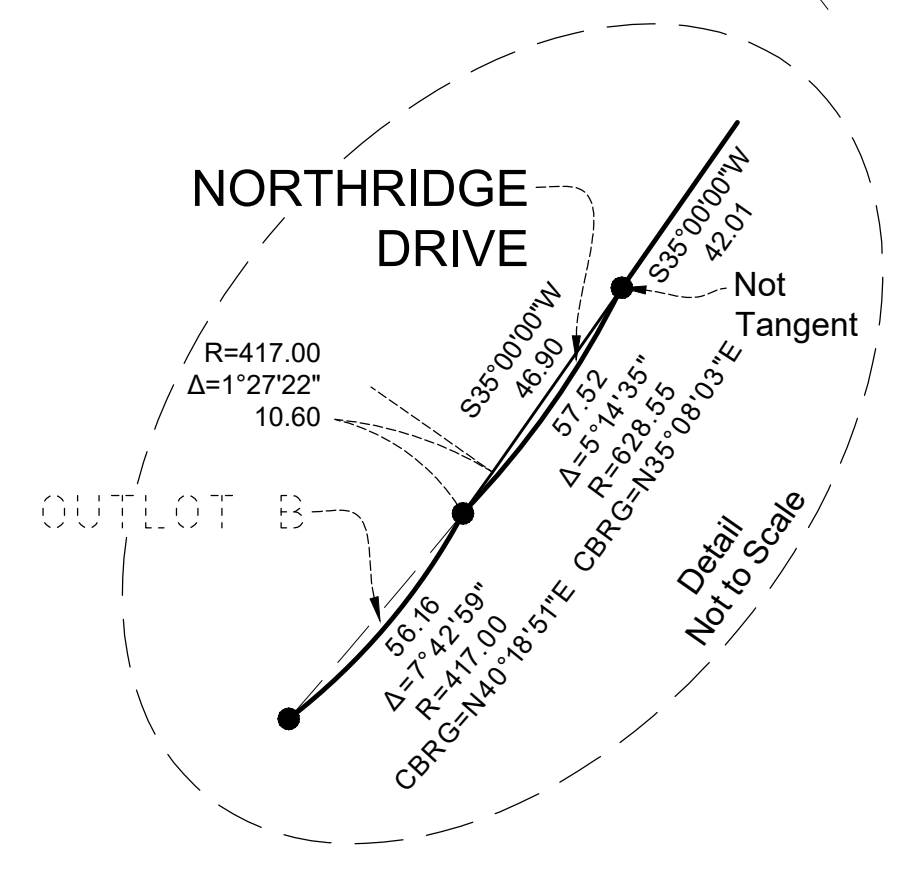 NORTHRIDGE
DRIVE
S35°00'00"W
42.01
Not
Tangent
S35°00'00"W
46.90
R=417.00
Δ=1°27'22"
10.60
57.52
Δ=5°14'35"
R=628.55
CBRG=N35°08'03"E
OUTLOT B
56.16
Δ=7°42'59"
R=417.00
CBRG=N40°18'51"E
Detail
Not to Scale